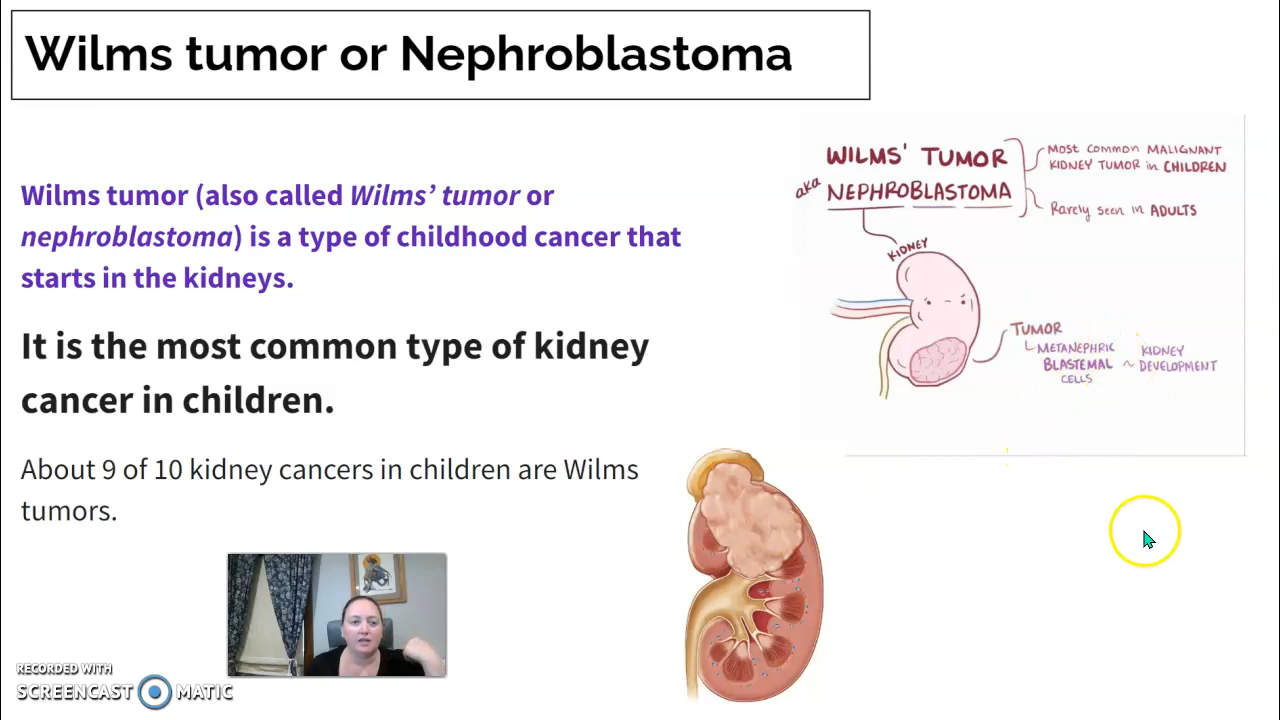 Wilms tumor or Nephroblastoma
Wilms tumor (also called Wilms’ tumor or
nephroblastoma) is a type of childhood cancer that
starts in the kidneys.
It is the most common type of kidney
cancer in children.
About 9 of 10 kidney cancers in children are Wilms
tumors.
WILMS' TUMOR
aka NEPHROBLASTOMA
MOST COMMON MALIGNANT
KIDNEY TUMOR in CHILDREN
Rarely seen in ADULTS
KIDNEY
TUMOR
METANEPHRIC
BLASTEMAL
CELLS
~ KIDNEY
DEVELOPMENT
RECORDED WITH
SCREENCAST MATIC